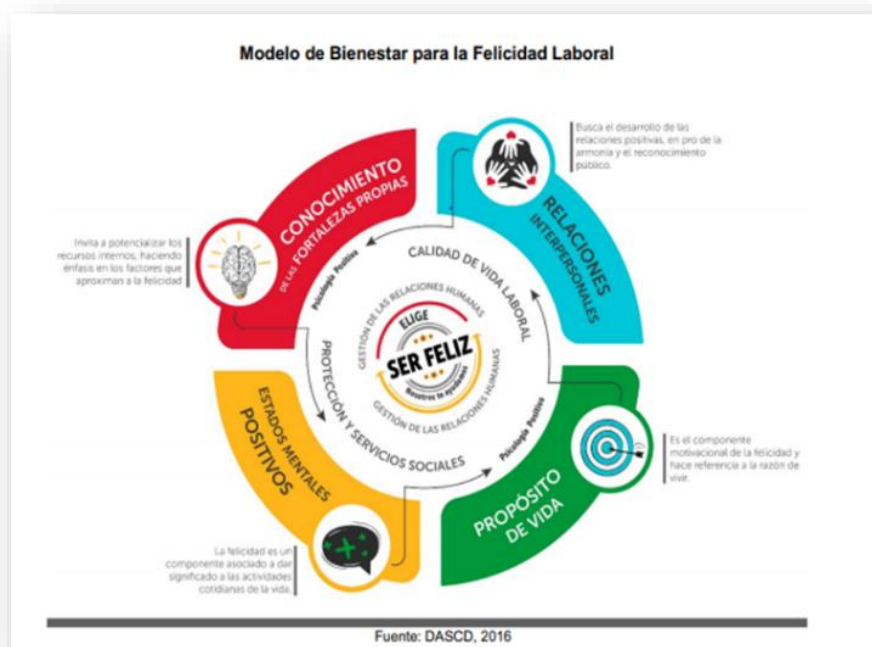 Modelo de Bienestar para la Felicidad Laboral
CONOCIMIENTO
DE LAS FORTALEZAS PROPIAS
Invita a potencializar los
recursos internos, haciendo
énfasis en los factores que
aproximan a la felicidad
RELACIONES
INTERPERSONALES
Busca el desarrollo de las
relaciones positivas, en pro de la
armonía y el reconocimiento
público.
Psicología Positiva
CALIDAD DE VIDA LABORAL
GESTIÓN DE LAS RELACIONES HUMANAS
ELIGE
SER FELIZ
Nosotros te ayudamos
GESTIÓN DE LAS RELACIONES HUMANAS
PROTECCIÓN Y SERVICIOS SOCIALES
Psicología Positiva
ESTADOS MENTALES
POSITIVOS
La felicidad es un
componente asociado a dar
significado a las actividades
cotidianas de la vida.
PROPÓSITO
DE VIDA
Es el componente
motivacional de la felicidad y
hace referencia a la razón de
vivir.
Fuente: DASCD, 2016